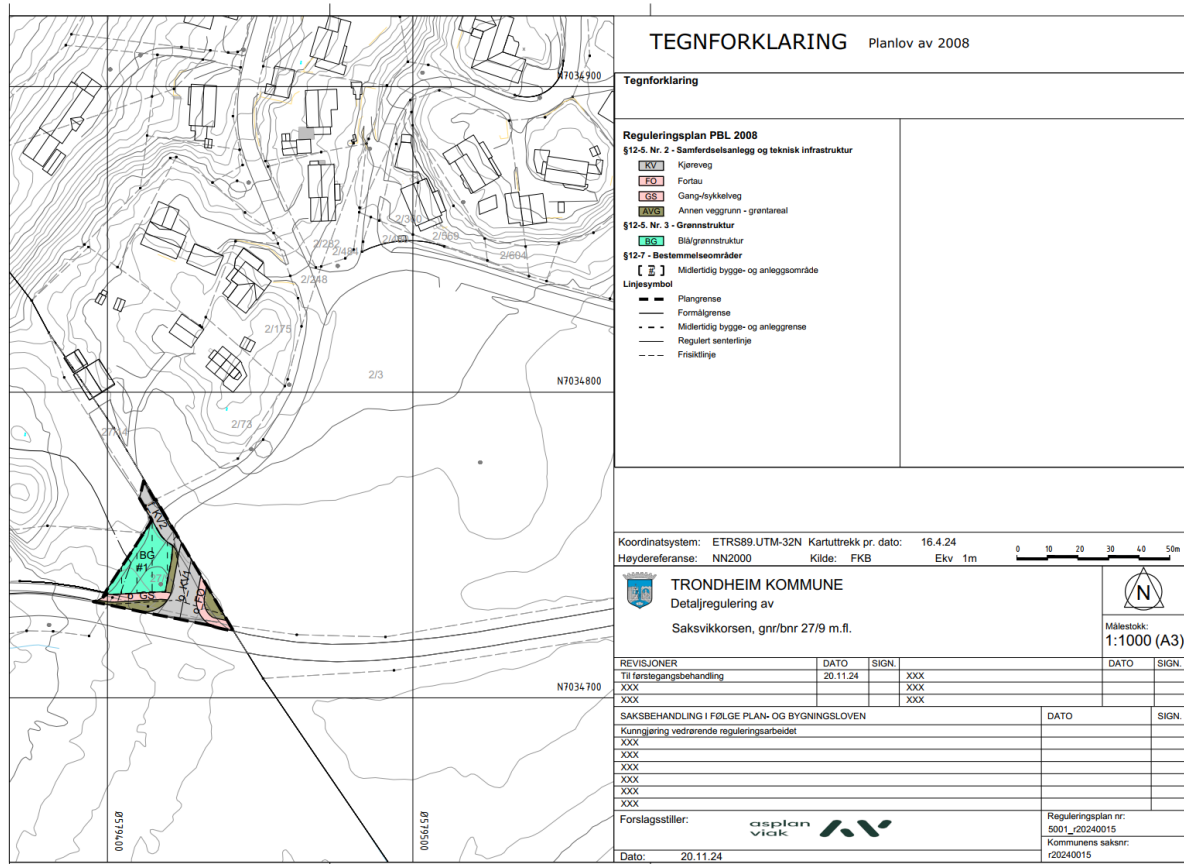 N7034900
2/360
2/282
2/484
2/569
2/604
2/248
2/175
2/3
N7034800
2/73
KV2
BG
#1
o_KV1
o_GS
o_FO
N7034700
Ø579400
Ø579500
TEGNFORKLARING Planlov av 2008
Tegnforklaring
Reguleringsplan PBL 2008
§12-5. Nr. 2 - Samferdselsanlegg og teknisk infrastruktur
KV Kjøreveg
FO Fortau
GS Gang-/sykkelveg
AVG Annen veggrunn - grøntareal
§12-5. Nr. 3 - Grønnstruktur
BG Blå/grønnstruktur
§12-7 - Bestemmelseområder
# Midlertidig bygge- og anleggsområde
Linjesymbol
Plangrense
Formålgrense
Midlertidig bygge- og anleggrense
Regulert senterlinje
Frisiktlinje
Koordinatsystem: ETRS89.UTM-32N Kartuttrekk pr. dato: 16.4.24
Høydereferanse: NN2000 Kilde: FKB Ekv 1m
0 10 20 30 40 50m
TRONDHEIM KOMMUNE
Detaljregulering av
Saksvikkorsen, gnr/bnr 27/9 m.fl.
N
Målestokk:
1:1000 (A3)
REVISJONER DATO SIGN. DATO SIGN.
Til førstegangsbehandling 20.11.24 XXX
XXX XXX
XXX XXX
SAKSBEHANDLING I FØLGE PLAN- OG BYGNINGSLOVEN DATO SIGN.
Kunngjøring vedrørende reguleringsarbeidet
XXX
XXX
XXX
XXX
XXX
XXX
Forslagsstiller:
asplan
viak
Dato: 20.11.24
Reguleringsplan nr:
5001_r20240015
Kommunens saksnr:
r20240015